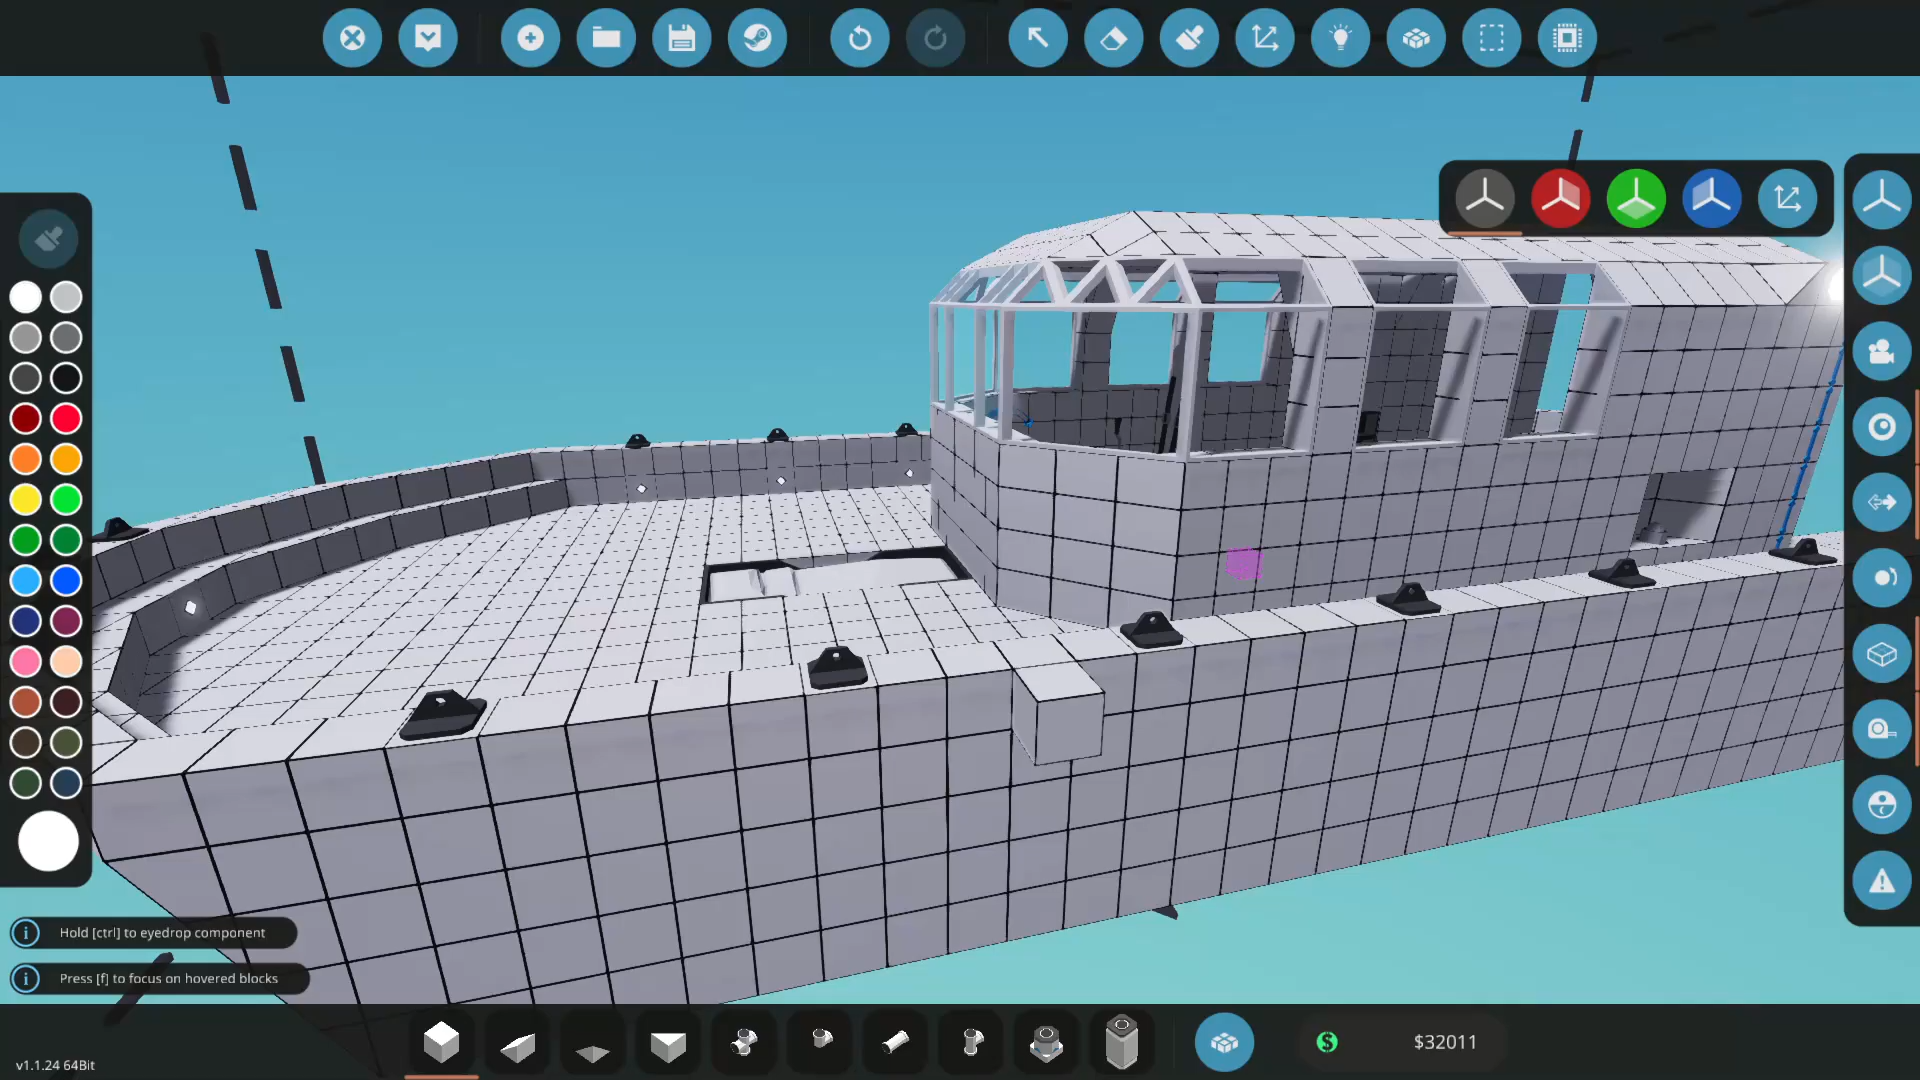 Hold [ctrl] to eyedrop component
Press [f] to focus on hovered blocks
v1.1.24 64Bit
$32011